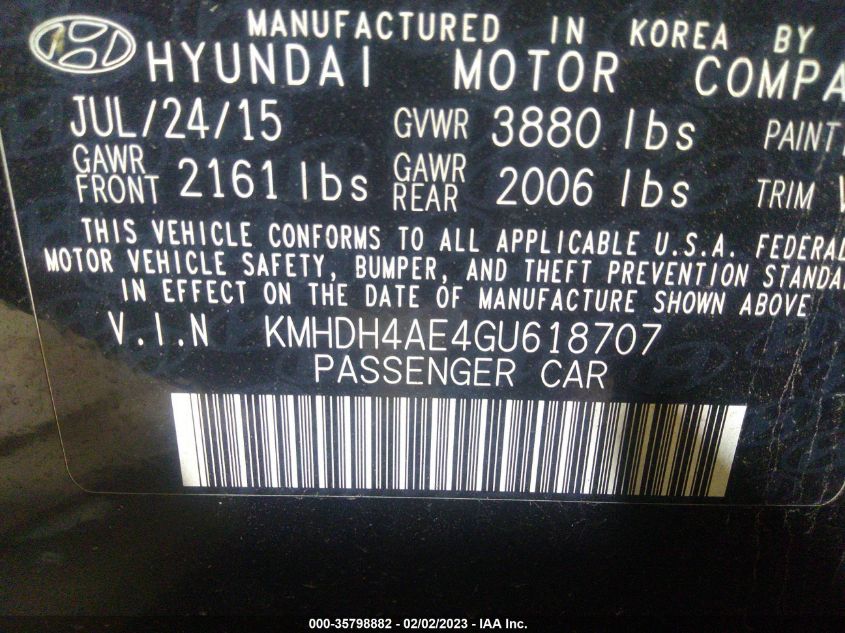 MANUFACTURED IN KOREA BY
HYUNDAI MOTOR COMPA
JUL/24/15 GVWR 3880 lbs PAINT
GAWR FRONT 2161 lbs GAWR REAR 2006 lbs TRIM
THIS VEHICLE CONFORMS TO ALL APPLICABLE U.S.A. FEDERAL
MOTOR VEHICLE SAFETY, BUMPER, AND THEFT PREVENTION STANDA
IN EFFECT ON THE DATE OF MANUFACTURE SHOWN ABOVE
V.I.N KMHDH4AE4GU618707
PASSENGER CAR
000-35798882 - 02/02/2023 - IAA Inc.